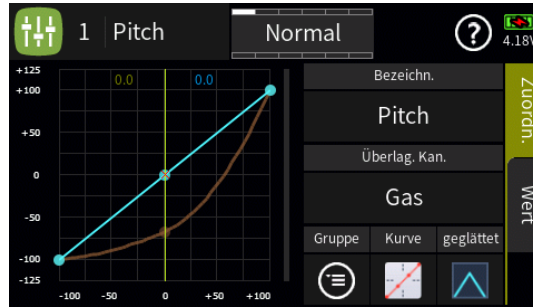 1 Pitch Normal ? 4.18V
+125
+100
+50
0
-50
-100
-125
0.0 0.0
-100 -50 0 +50 +100
Bezeichn.
Pitch
Überlag. Kan.
Gas
Gruppe Kurve geglättet
Zuordn.
Wert